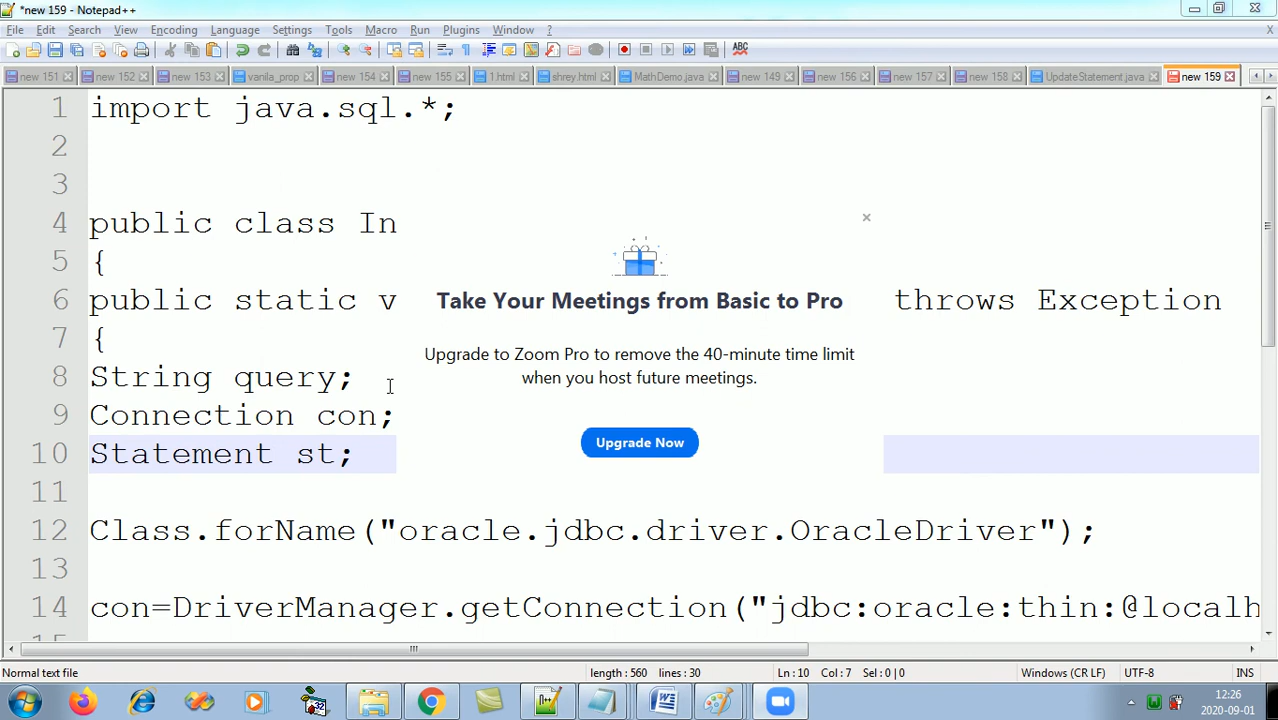 *new 159 - Notepad++
File Edit Search View Encoding Language Settings Tools Macro Run Plugins Window ? X
new 151 new 152 new 153 vanila_prop new 154 new 155 1.html shrey.html MathDemo.java new 149 new 156 new 157 new 158 UpdateStatement.java new 159
1 import java.sql.*;
2
3
4 public class In
5 {
6 public static v throws Exception
7 {
8 String query;
9 Connection con;
10 Statement st;
11
12 Class.forName("oracle.jdbc.driver.OracleDriver");
13
14 con=DriverManager.getConnection("jdbc:oracle:thin:@localh
Take Your Meetings from Basic to Pro
Upgrade to Zoom Pro to remove the 40-minute time limit
when you host future meetings.
Upgrade Now
Normal text file length : 560 lines : 30 Ln : 10 Col : 7 Sel : 0 | 0 Windows (CR LF) UTF-8 INS
12:26
2020-09-01